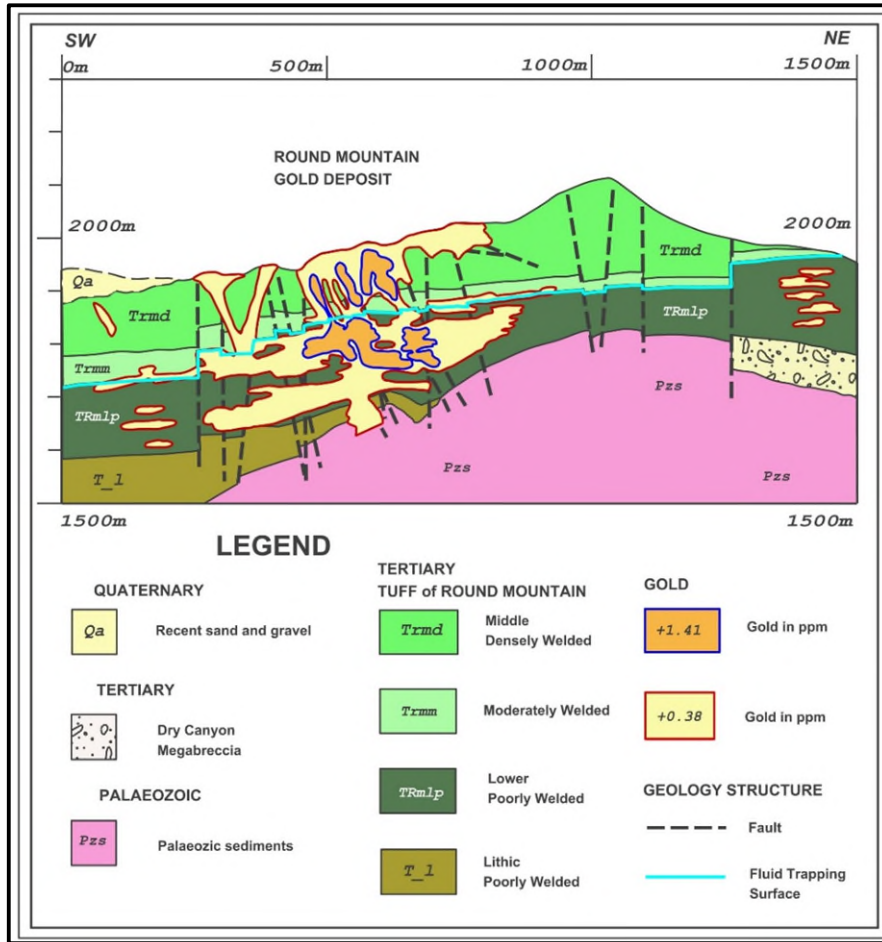 SW NE
0m 500m 1000m 1500m
ROUND MOUNTAIN
GOLD DEPOSIT
2000m 2000m
Qa
Trmd
Trmd
Trmm
TRmlp
TRmlp
Pzs
T_l
Pzs
Pzs
1500m 1500m
LEGEND
QUATERNARY
Qa Recent sand and gravel
TERTIARY
Dry Canyon
Megabreccia
PALAEOZOIC
Pzs Palaeozic sediments
TERTIARY
TUFF of ROUND MOUNTAIN
Trmd Middle
Densely Welded
Trmm Moderately Welded
TRmlp Lower
Poorly Welded
T_l Lithic
Poorly Welded
GOLD
+1.41 Gold in ppm
+0.38 Gold in ppm
GEOLOGY STRUCTURE
Fault
Fluid Trapping
Surface